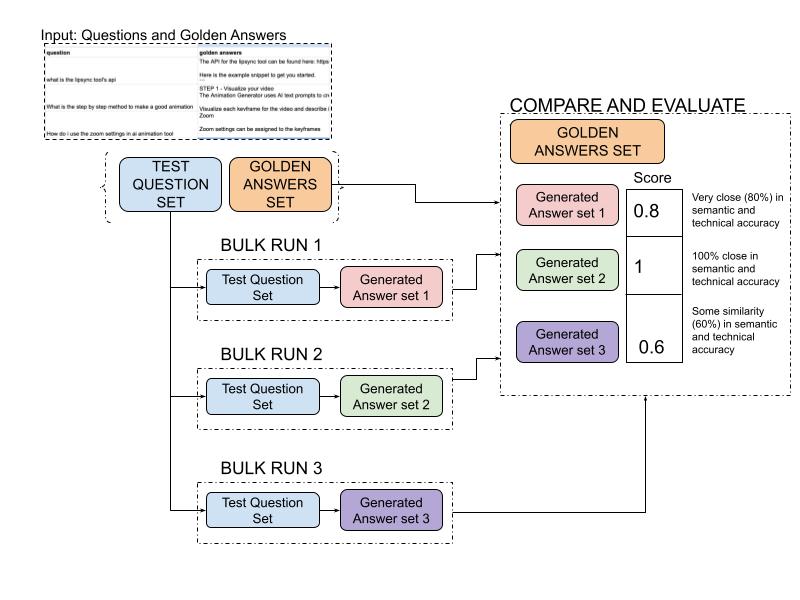 Input: Questions and Golden Answers
question golden answers
The API for the lipsync tool can be found here: https
Here is the example snippet to get you started.
what is the lipsync tool's api
STEP 1 - Visualize your video
The Animation Generator uses AI text prompts to cr
What is the step by step method to make a good animation
Visualize each keyframe for the video and describe i
Zoom
Zoom settings can be assigned to the keyframes
How do i use the zoom settings in ai animation tool
TEST
QUESTION
SET
GOLDEN
ANSWERS
SET
BULK RUN 1
Test Question
Set
Generated
Answer set 1
BULK RUN 2
Test Question
Set
Generated
Answer set 2
BULK RUN 3
Test Question
Set
Generated
Answer set 3
COMPARE AND EVALUATE
GOLDEN
ANSWERS SET
Score
Generated
Answer set 1
0.8
Very close (80%) in
semantic and
technical accuracy
Generated
Answer set 2
1
100% close in
semantic and
technical accuracy
Generated
Answer set 3
0.6
Some similarity
(60%) in semantic
and technical
accuracy